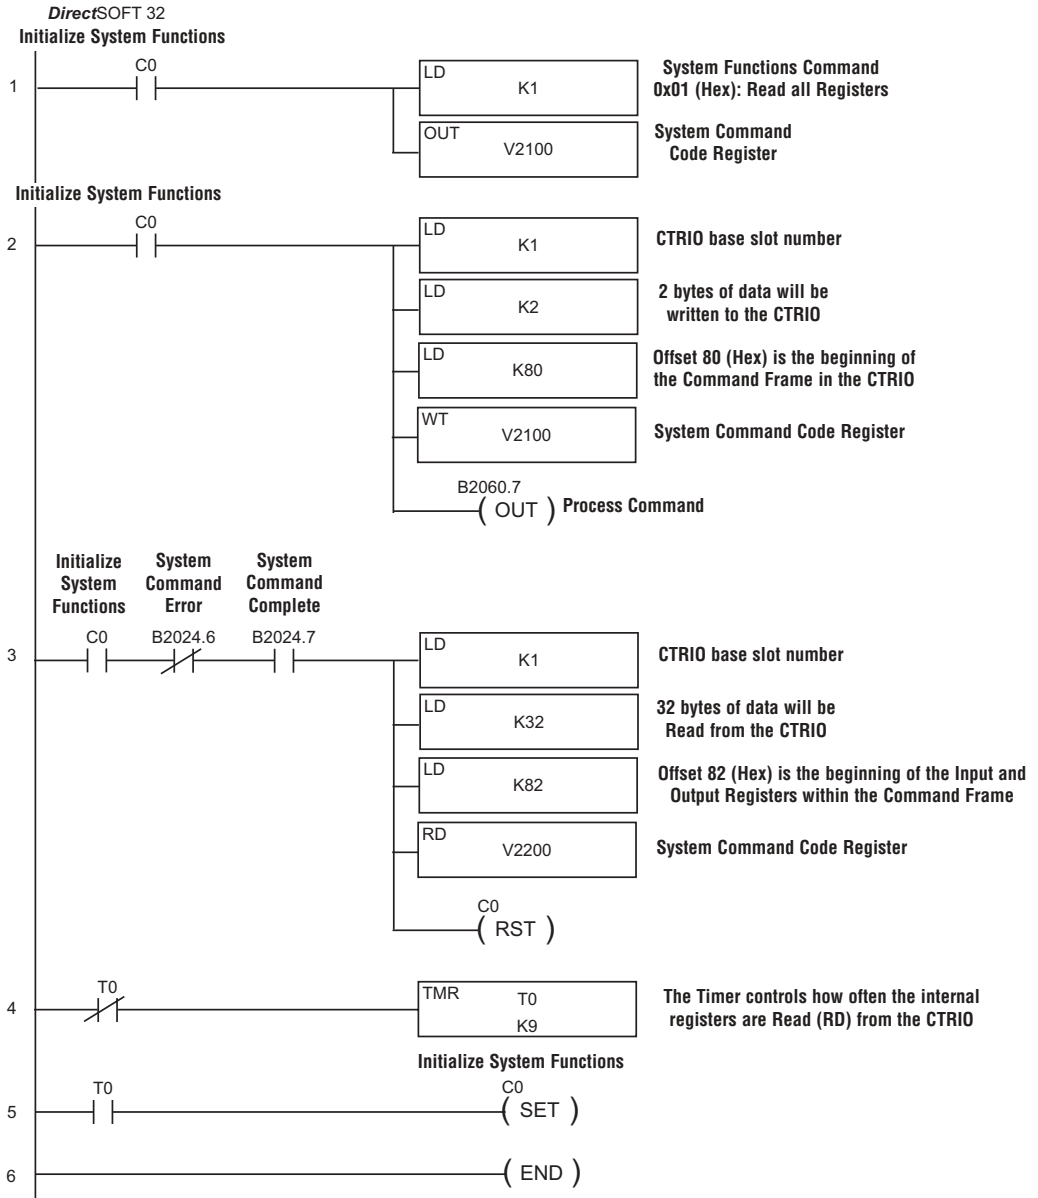 DirectSOFT 32
Initialize System Functions
1
C0
LD
K1
System Functions Command
0x01 (Hex): Read all Registers
OUT
V2100
System Command
Code Register
Initialize System Functions
2
C0
LD
K1
CTRIO base slot number
LD
K2
2 bytes of data will be
written to the CTRIO
LD
K80
Offset 80 (Hex) is the beginning of
the Command Frame in the CTRIO
WT
V2100
System Command Code Register
B2060.7
( OUT )
Process Command
Initialize
System
Functions
System
Command
Error
System
Command
Complete
3
C0
B2024.6
B2024.7
LD
K1
CTRIO base slot number
LD
K32
32 bytes of data will be
Read from the CTRIO
LD
K82
Offset 82 (Hex) is the beginning of the Input and
Output Registers within the Command Frame
RD
V2200
System Command Code Register
C0
( RST )
4
T0
TMR
T0
K9
The Timer controls how often the internal
registers are Read (RD) from the CTRIO
Initialize System Functions
5
T0
C0
( SET )
6
( END )